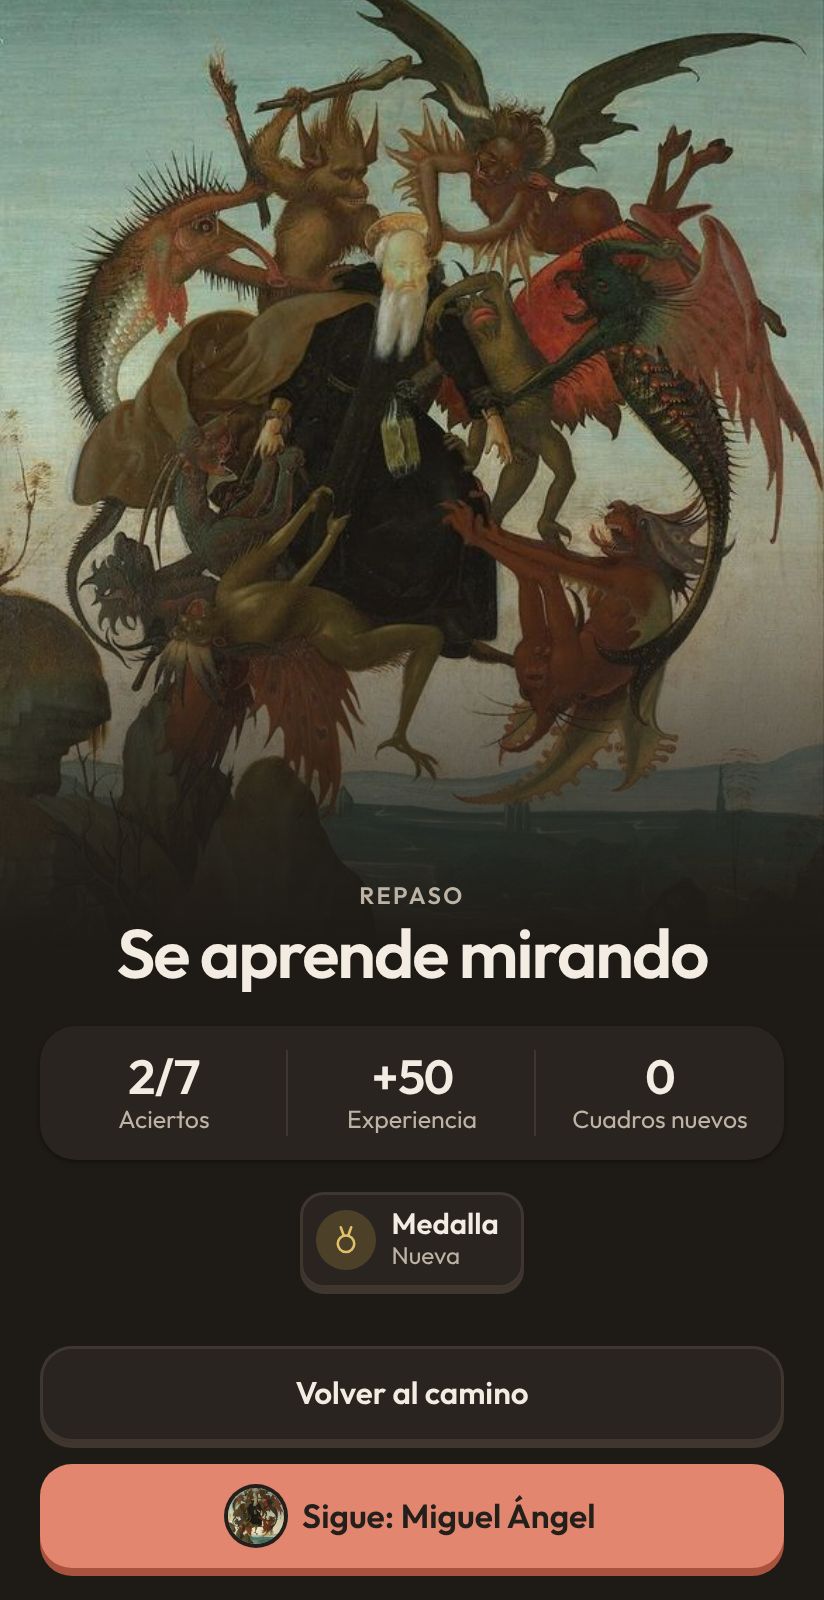 REPASO
Se aprende mirando
2/7
Aciertos
+50
Experiencia
0
Cuadros nuevos
Medalla
Nueva
Volver al camino
Sigue: Miguel Ángel